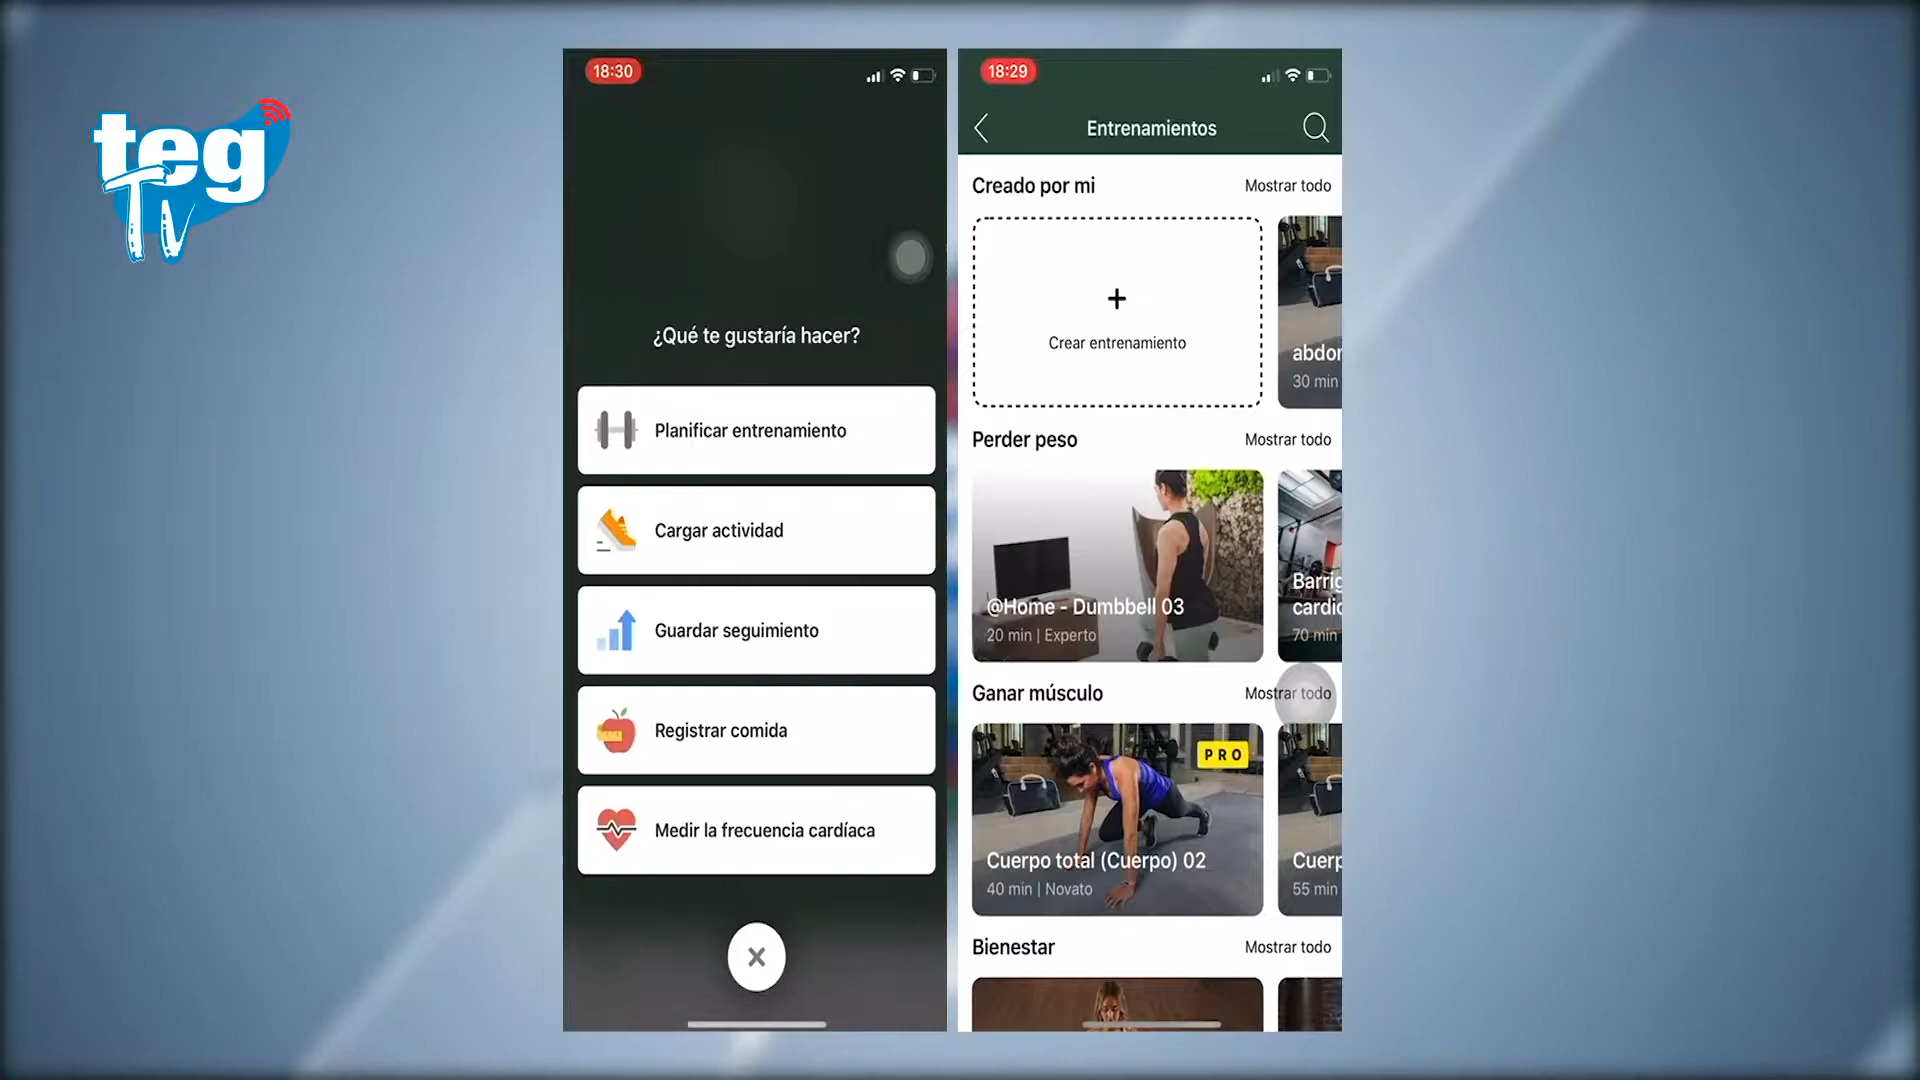 teg
TV
18:30
¿Qué te gustaría hacer?
Planificar entrenamiento
Cargar actividad
Guardar seguimiento
Registrar comida
Medir la frecuencia cardíaca
18:29
Entrenamientos
Creado por mi
Mostrar todo
Crear entrenamiento
30 min
Perder peso
Mostrar todo
@Home - Dumbbell 03
20 min | Experto
70 min
Ganar músculo
Mostrar todo
PRO
Cuerpo total (Cuerpo) 02
40 min | Novato
55 min
Bienestar
Mostrar todo